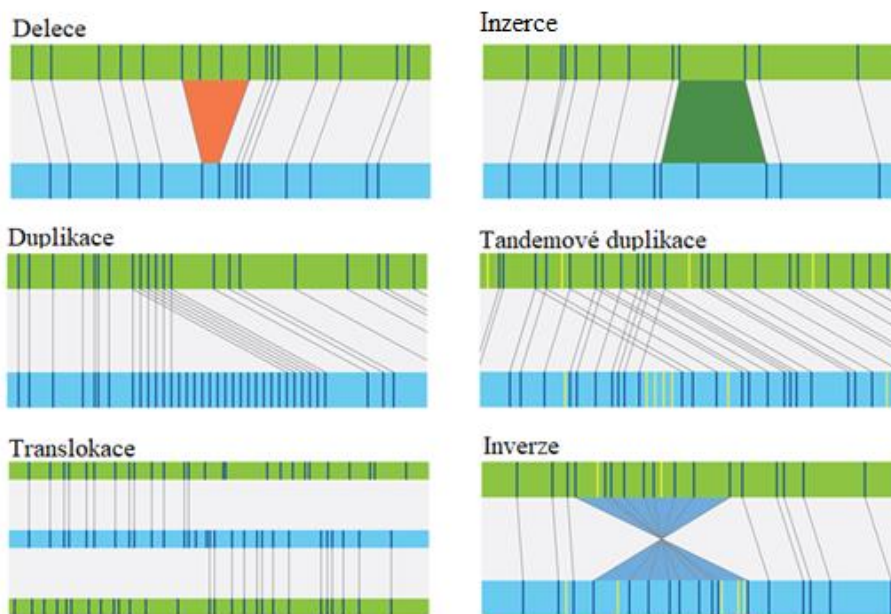 Delece
Inzerce
Duplikace
Tandemové duplikace
Translokace
Inverze